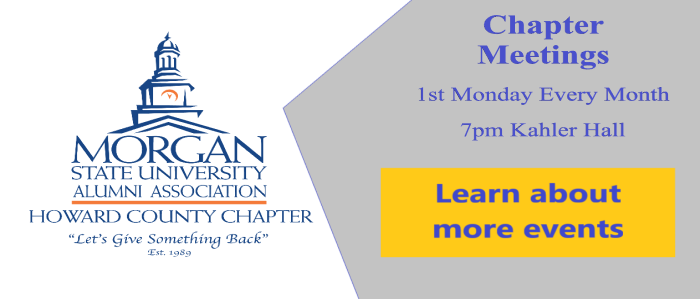 MORGAN
STATE UNIVERSITY
ALUMNI ASSOCIATION
HOWARD COUNTY CHAPTER
"Let's Give Something Back"
Est. 1989
Chapter
Meetings
1st Monday Every Month
7pm Kahler Hall
Learn about
more events